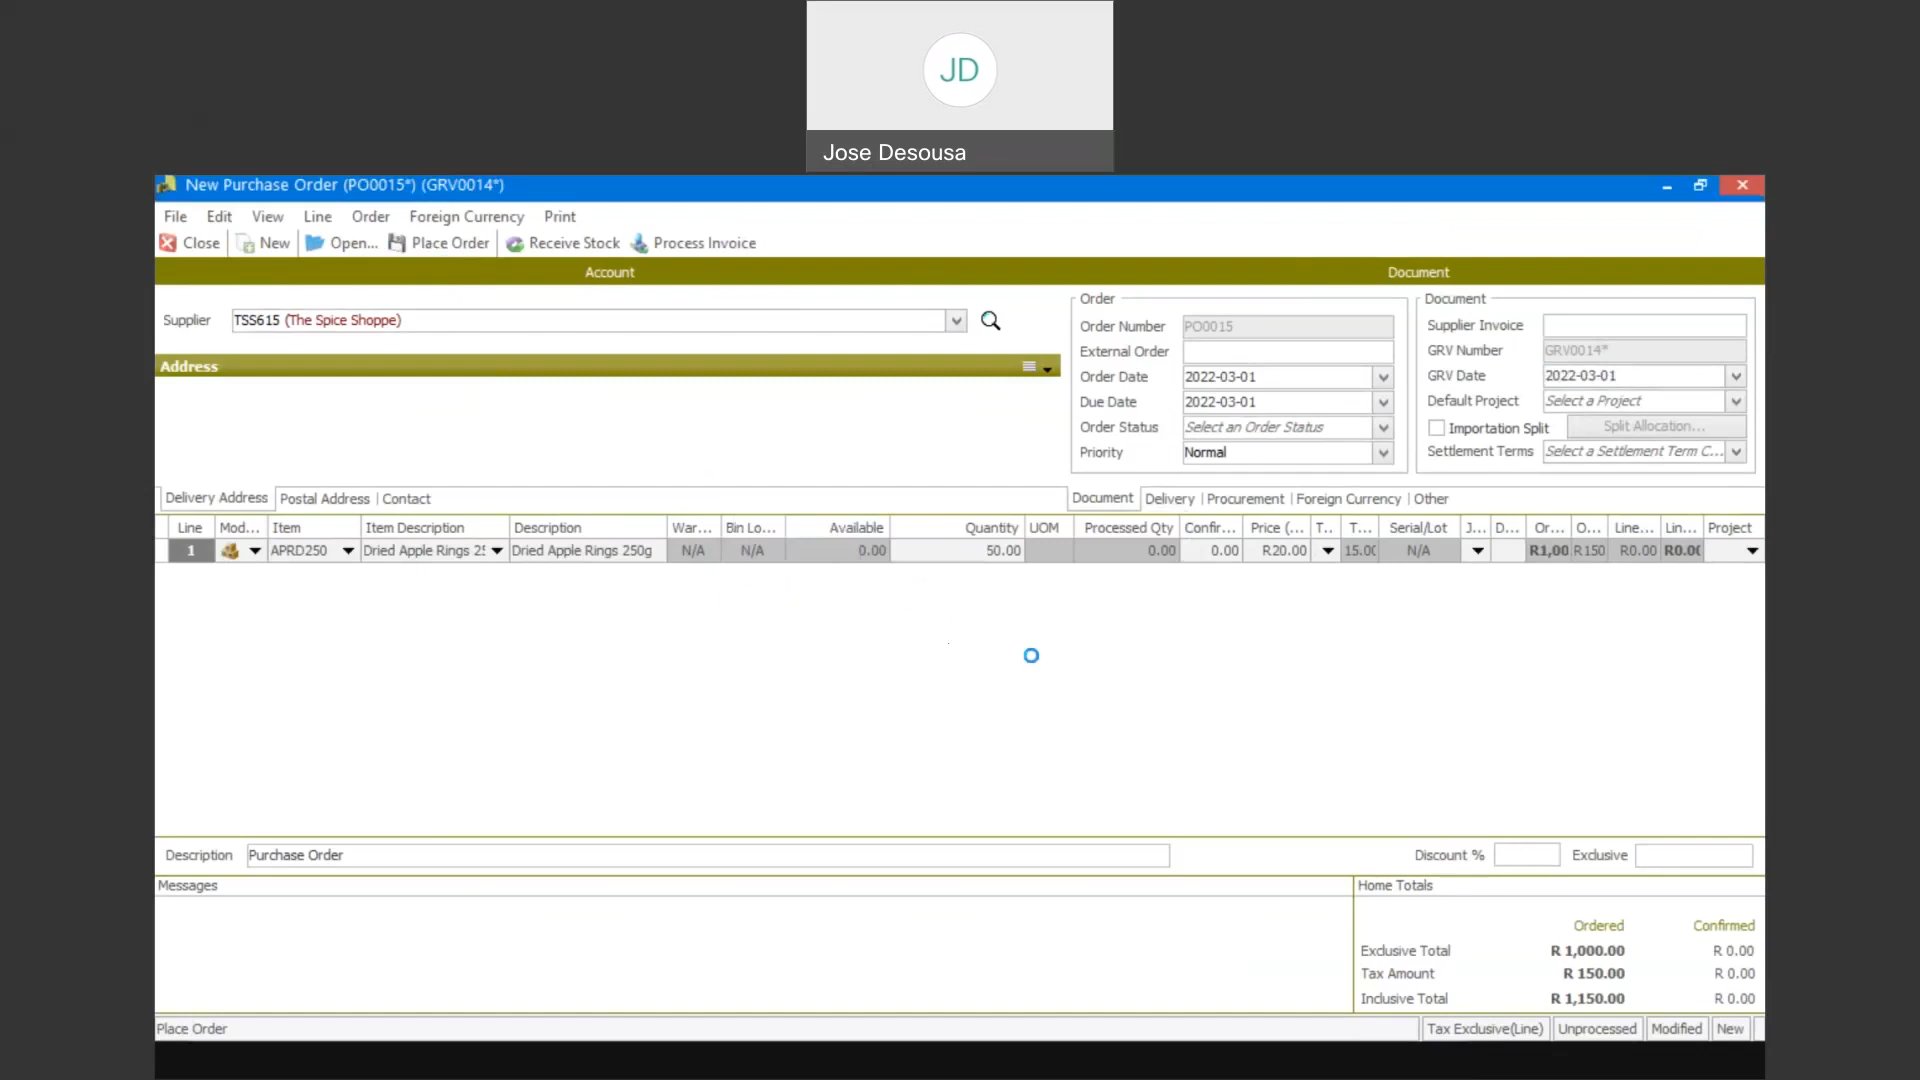 JD
Jose Desousa
New Purchase Order (PO0015*) (GRV0014*)
File Edit View Line Order Foreign Currency Print
Close New Open... Place Order Receive Stock Process Invoice
Account Document
Supplier TSS615 (The Spice Shoppe)
Address
Order
Order Number PO0015
External Order
Order Date 2022-03-01
Due Date 2022-03-01
Order Status Select an Order Status
Priority Normal
Document
Supplier Invoice
GRV Number GRV0014*
GRV Date 2022-03-01
Default Project Select a Project
Importation Split Split Allocation...
Settlement Terms Select a Settlement Term C...
Delivery Address Postal Address Contact Document Delivery Procurement Foreign Currency Other
Line Mod... Item Item Description Description War... Bin Lo... Available Quantity UOM Processed Qty Confir... Price (... T... T... Serial/Lot J... D... Or... O... Line... Lin... Project
1 APRD250 Dried Apple Rings 25 Dried Apple Rings 250g N/A N/A 0.00 50.00 0.00 0.00 R20.00 15.00 N/A R1,00 R150 R0.00 R0.00
Description Purchase Order Discount % Exclusive
Messages Home Totals
Ordered Confirmed
Exclusive Total R 1,000.00 R 0.00
Tax Amount R 150.00 R 0.00
Inclusive Total R 1,150.00 R 0.00
Place Order Tax Exclusive(Line) Unprocessed Modified New